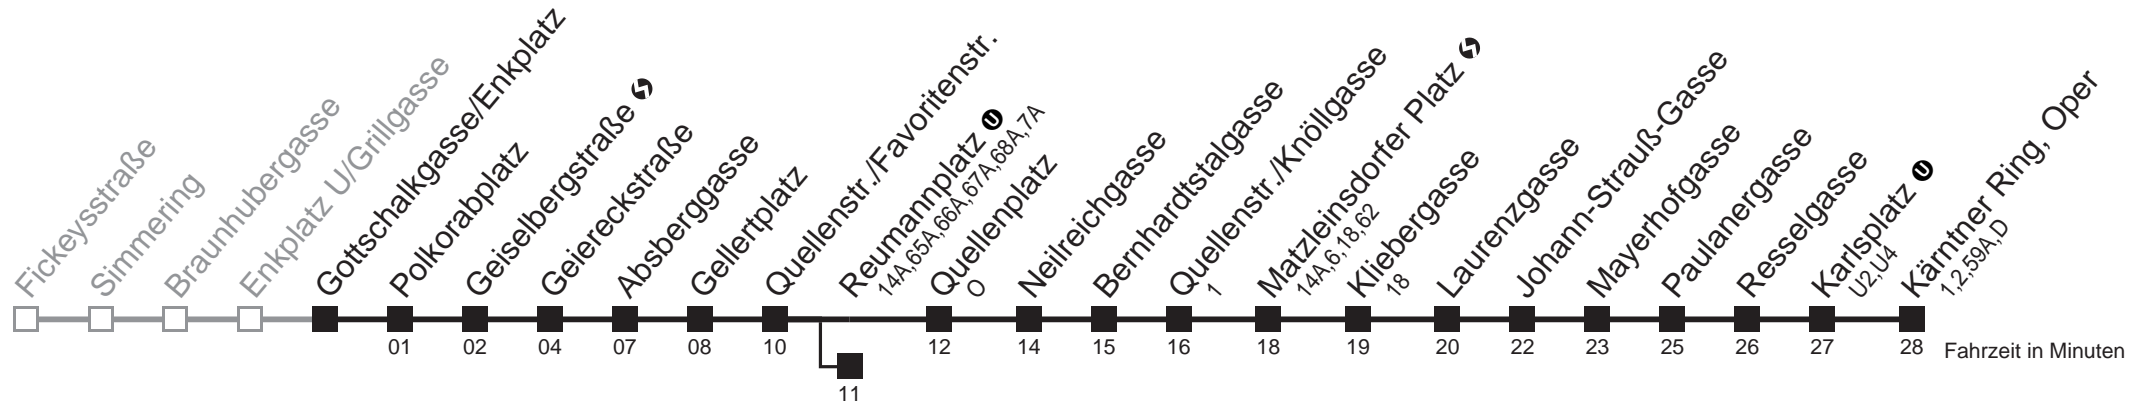 Fickeysstraße
Simmering
Braunhubergasse
Enkplatz U/Grillgasse
Gottschalkgasse/Enkplatz
Polkorabplatz
Geiselbergstraße
Geiereckstraße
Absberggasse
Gellertplatz
Quellenstr./Favoritenstr.
Reumannplatz U
14A,65A,66A,67A,68A,7A
Quellenplatz
O
Neilreichgasse
Bernhardtstalgasse
Quellenstr./Knöllgasse
1
Matzleinsdorfer Platz
14A,6,18,62
Kliebergasse
18
Laurenzgasse
Johann-Strauß-Gasse
Mayerhofgasse
Paulanergasse
Resselgasse
Karlsplatz U
U2,U4
Kärntner Ring, Oper
1,2,59A,D
01 02 04 07 08 10 12 14 15 16 18 19 20 22 23 25 26 27 28 Fahrzeit in Minuten
11